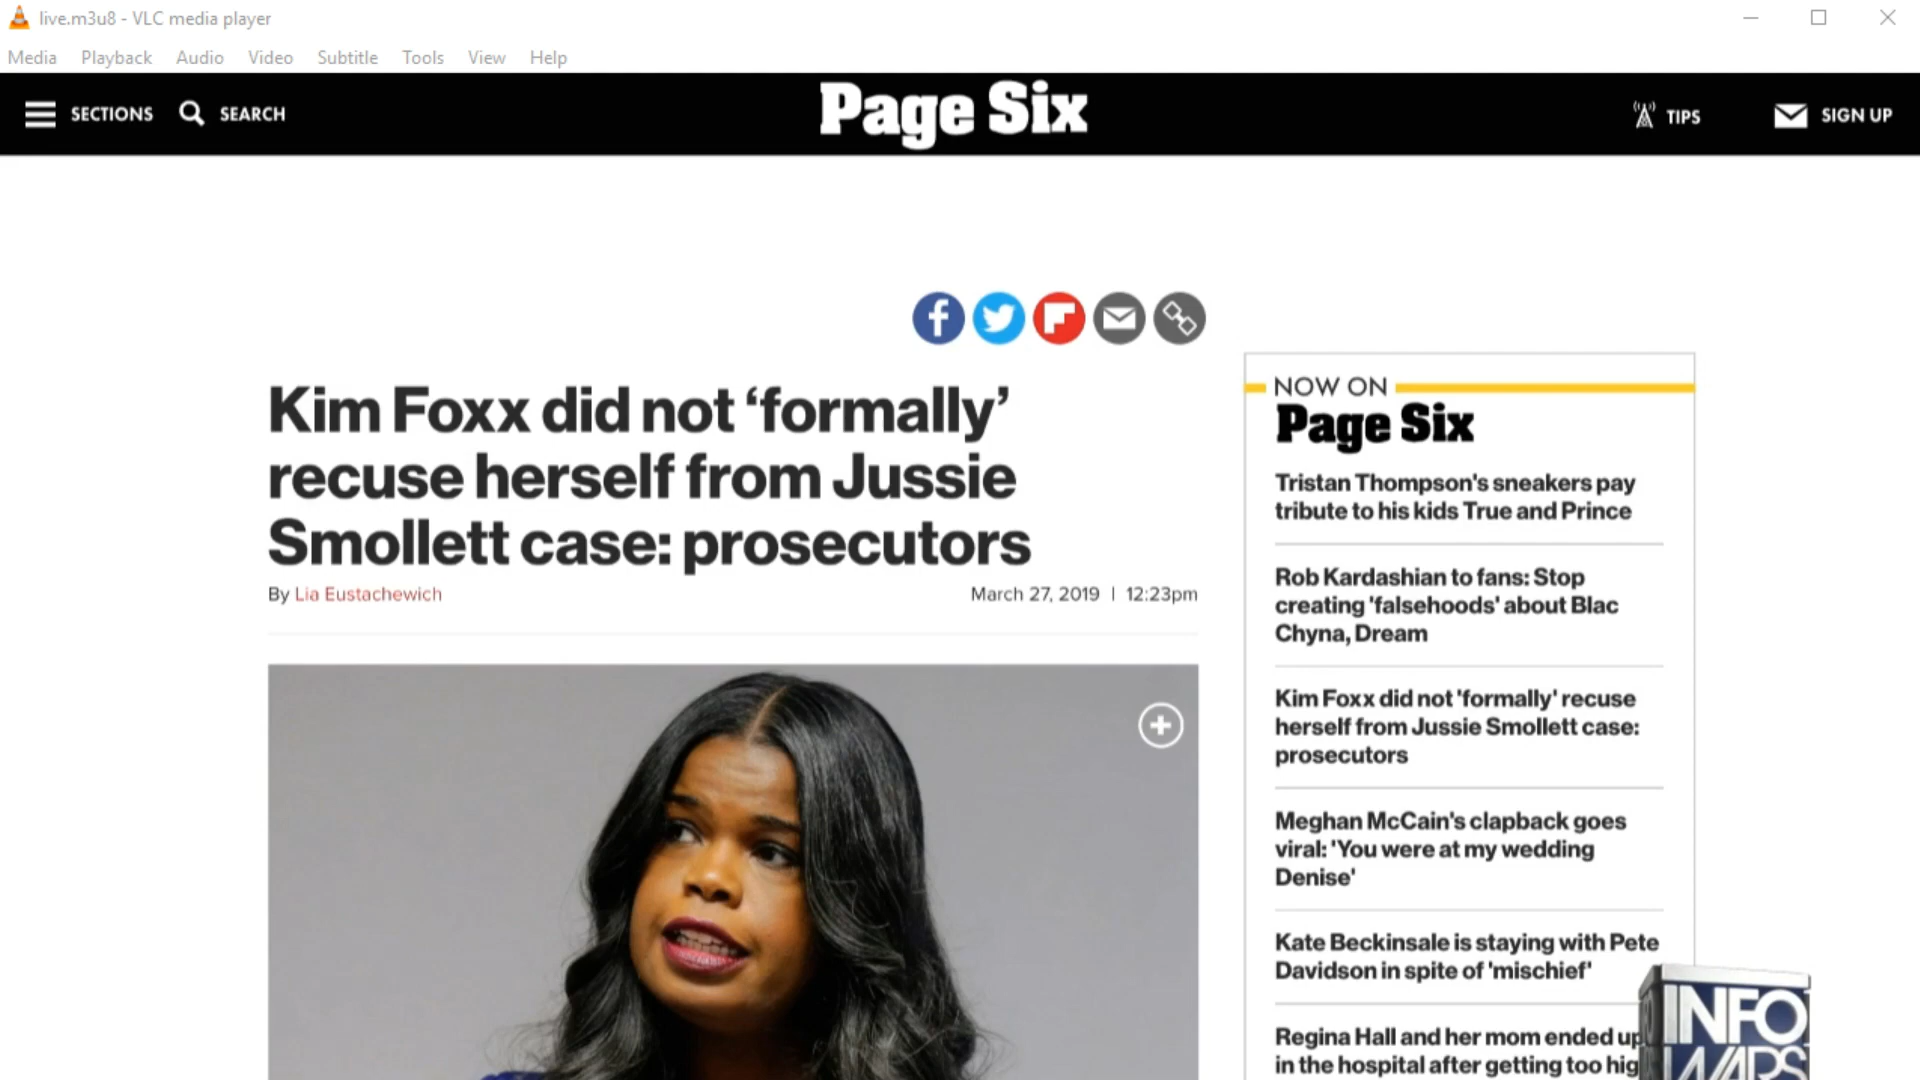 live.m3u8 - VLC media player
Media Playback Audio Video Subtitle Tools View Help
SECTIONS SEARCH Page Six TIPS SIGN UP
Kim Foxx did not ‘formally’
recuse herself from Jussie
Smollett case: prosecutors
By Lia Eustachewich March 27, 2019 | 12:23pm
NOW ON
Page Six
Tristan Thompson's sneakers pay
tribute to his kids True and Prince
Rob Kardashian to fans: Stop
creating 'falsehoods' about Blac
Chyna, Dream
Kim Foxx did not 'formally' recuse
herself from Jussie Smollett case:
prosecutors
Meghan McCain's clapback goes
viral: 'You were at my wedding
Denise'
Kate Beckinsale is staying with Pete
Davidson in spite of 'mischief'
Regina Hall and her mom ended up
in the hospital after getting too
INFO
WARS